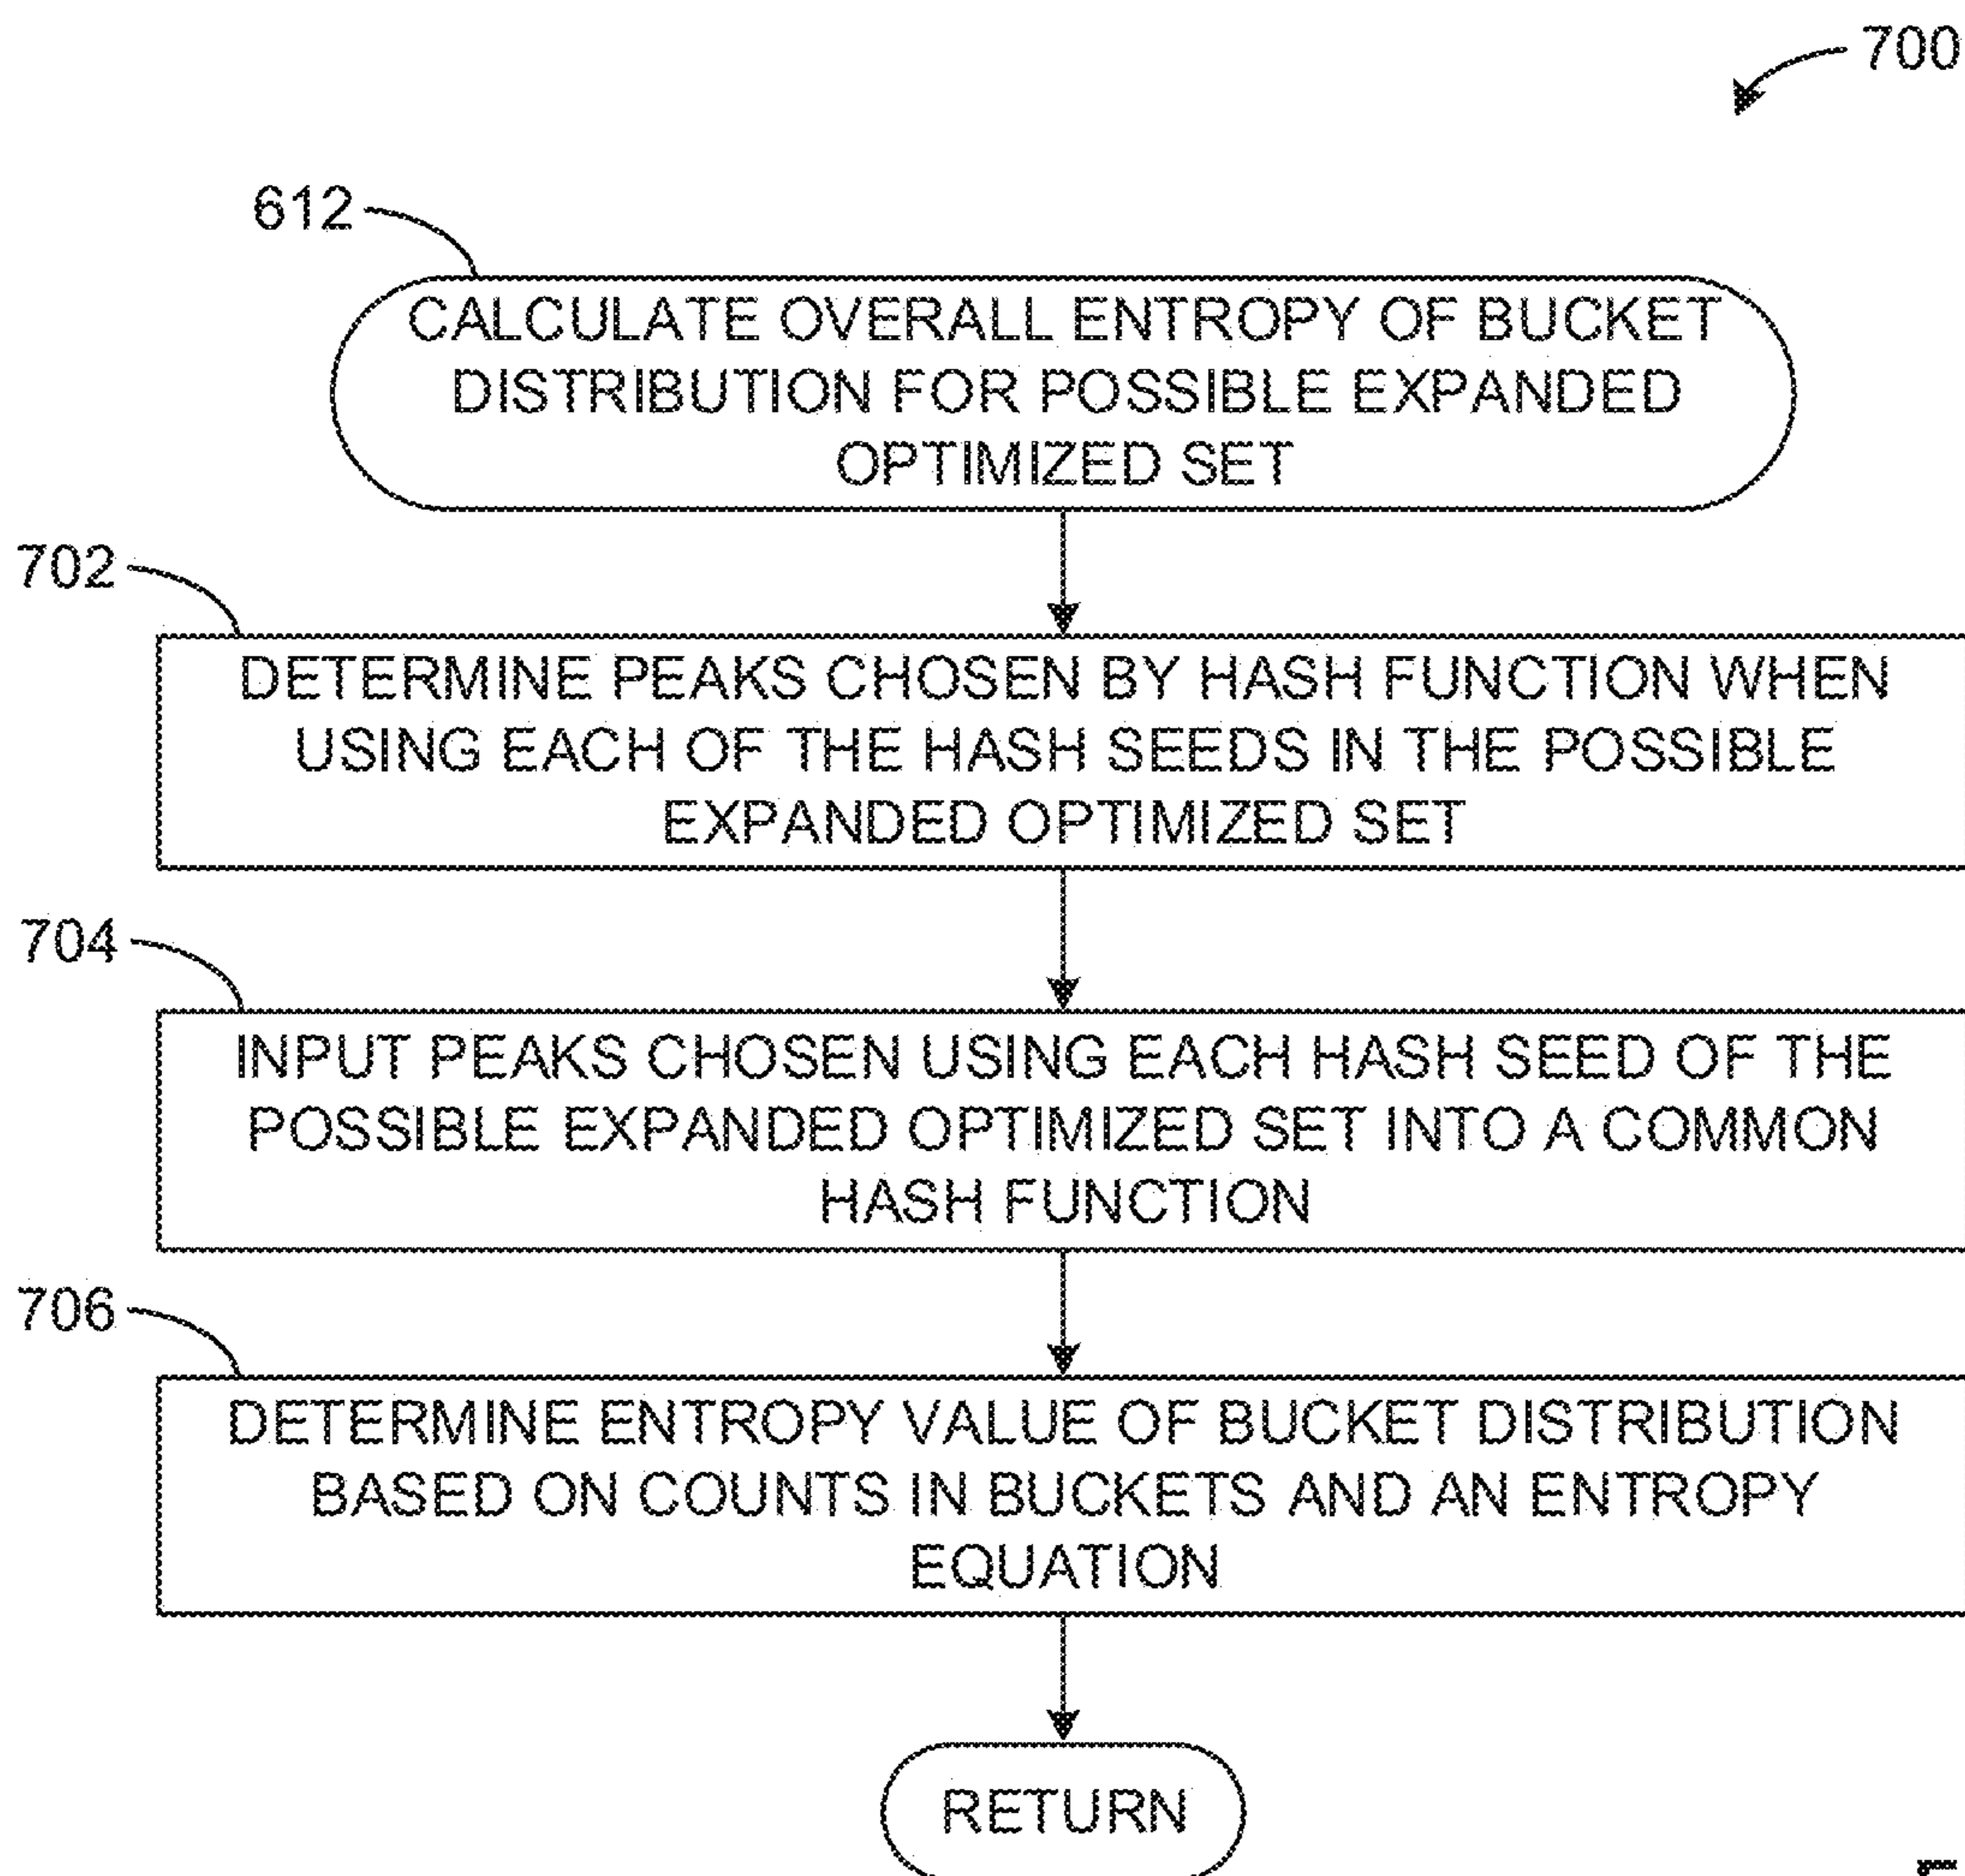 700
612
CALCULATE OVERALL ENTROPY OF BUCKET
DISTRIBUTION FOR POSSIBLE EXPANDED
OPTIMIZED SET
702
DETERMINE PEAKS CHOSEN BY HASH FUNCTION WHEN
USING EACH OF THE HASH SEEDS IN THE POSSIBLE
EXPANDED OPTIMIZED SET
704
INPUT PEAKS CHOSEN USING EACH HASH SEED OF THE
POSSIBLE EXPANDED OPTIMIZED SET INTO A COMMON
HASH FUNCTION
706
DETERMINE ENTROPY VALUE OF BUCKET DISTRIBUTION
BASED ON COUNTS IN BUCKETS AND AN ENTROPY
EQUATION
RETURN